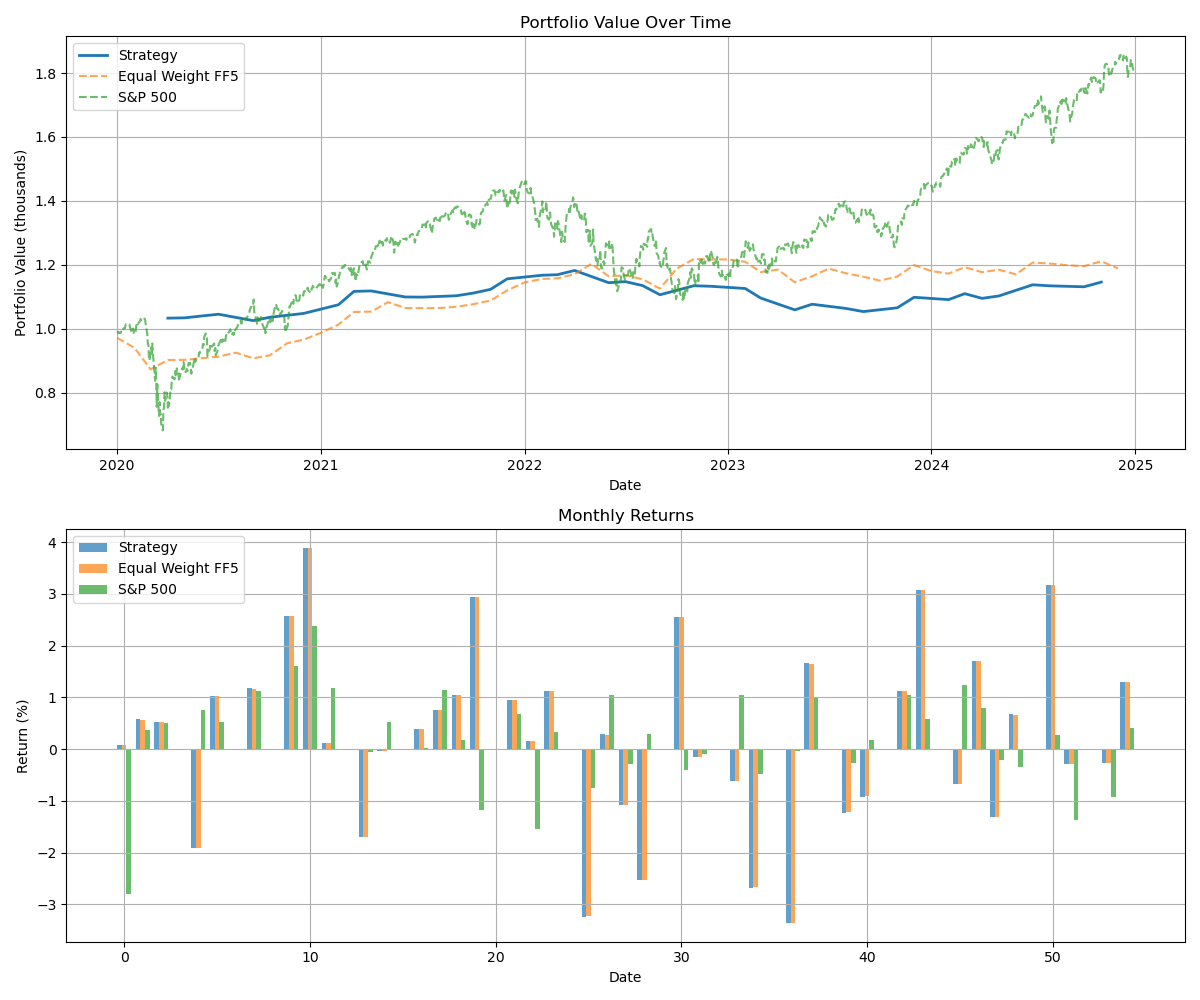 Portfolio Value Over Time
Portfolio Value (thousands)
Strategy
Equal Weight FF5
S&P 500
1.8
1.6
1.4
1.2
1.0
0.8
2020
2021
2022
2023
2024
2025
Date
Monthly Returns
Return (%)
Strategy
Equal Weight FF5
S&P 500
4
3
2
1
0
−1
−2
−3
0
10
20
30
40
50
Date